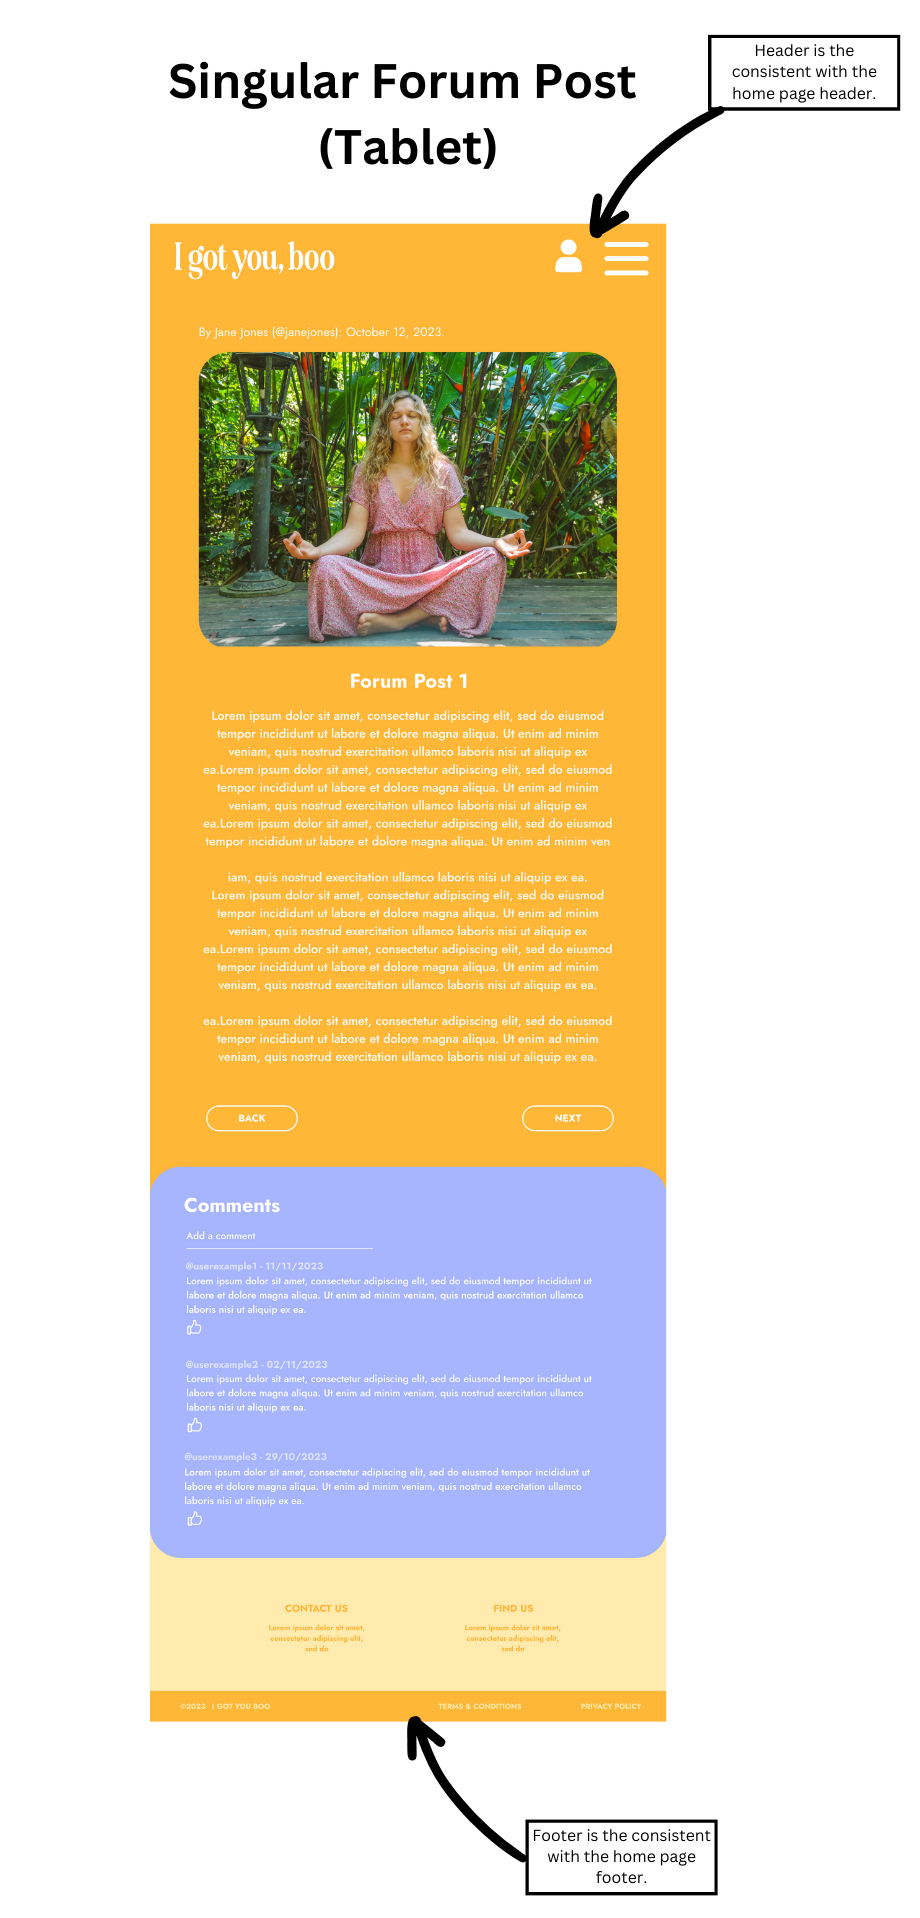 Singular Forum Post
(Tablet)
Header is the
consistent with the
home page header.
I got you, boo
By Jane Jones (@janejones): October 12, 2023.
Forum Post 1
Lorem ipsum dolor sit amet, consectetur adipiscing elit, sed do eiusmod
tempor incididunt ut labore et dolore magna aliqua. Ut enim ad minim
veniam, quis nostrud exercitation ullamco laboris nisi ut aliquip ex
ea.Lorem ipsum dolor sit amet, consectetur adipiscing elit, sed do eiusmod
tempor incididunt ut labore et dolore magna aliqua. Ut enim ad minim
veniam, quis nostrud exercitation ullamco laboris nisi ut aliquip ex
ea.Lorem ipsum dolor sit amet, consectetur adipiscing elit, sed do eiusmod
tempor incididunt ut labore et dolore magna aliqua. Ut enim ad minim ven
iam, quis nostrud exercitation ullamco laboris nisi ut aliquip ex ea.
Lorem ipsum dolor sit amet, consectetur adipiscing elit, sed do eiusmod
tempor incididunt ut labore et dolore magna aliqua. Ut enim ad minim
veniam, quis nostrud exercitation ullamco laboris nisi ut aliquip ex
ea.Lorem ipsum dolor sit amet, consectetur adipiscing elit, sed do eiusmod
tempor incididunt ut labore et dolore magna aliqua. Ut enim ad minim
veniam, quis nostrud exercitation ullamco laboris nisi ut aliquip ex ea.
ea.Lorem ipsum dolor sit amet, consectetur adipiscing elit, sed do eiusmod
tempor incididunt ut labore et dolore magna aliqua. Ut enim ad minim
veniam, quis nostrud exercitation ullamco laboris nisi ut aliquip ex ea.
BACK
NEXT
Comments
Add a comment
@userexample1 - 11/11/2023
Lorem ipsum dolor sit amet, consectetur adipiscing elit, sed do eiusmod tempor incididunt ut
labore et dolore magna aliqua. Ut enim ad minim veniam, quis nostrud exercitation ullamco
laboris nisi ut aliquip ex ea.
@userexample2 - 02/11/2023
Lorem ipsum dolor sit amet, consectetur adipiscing elit, sed do eiusmod tempor incididunt ut
labore et dolore magna aliqua. Ut enim ad minim veniam, quis nostrud exercitation ullamco
laboris nisi ut aliquip ex ea.
@userexample3 - 29/10/2023
Lorem ipsum dolor sit amet, consectetur adipiscing elit, sed do eiusmod tempor incididunt ut
labore et dolore magna aliqua. Ut enim ad minim veniam, quis nostrud exercitation ullamco
laboris nisi ut aliquip ex ea.
CONTACT US
Lorem ipsum dolor sit amet,
consectetur adipiscing elit,
sed do
FIND US
Lorem ipsum dolor sit amet,
consectetur adipiscing elit,
sed do
©2023 I GOT YOU BOO
TERMS & CONDITIONS
PRIVACY POLICY
Footer is the consistent
with the home page
footer.